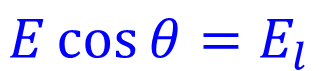 E cos θ = E_l